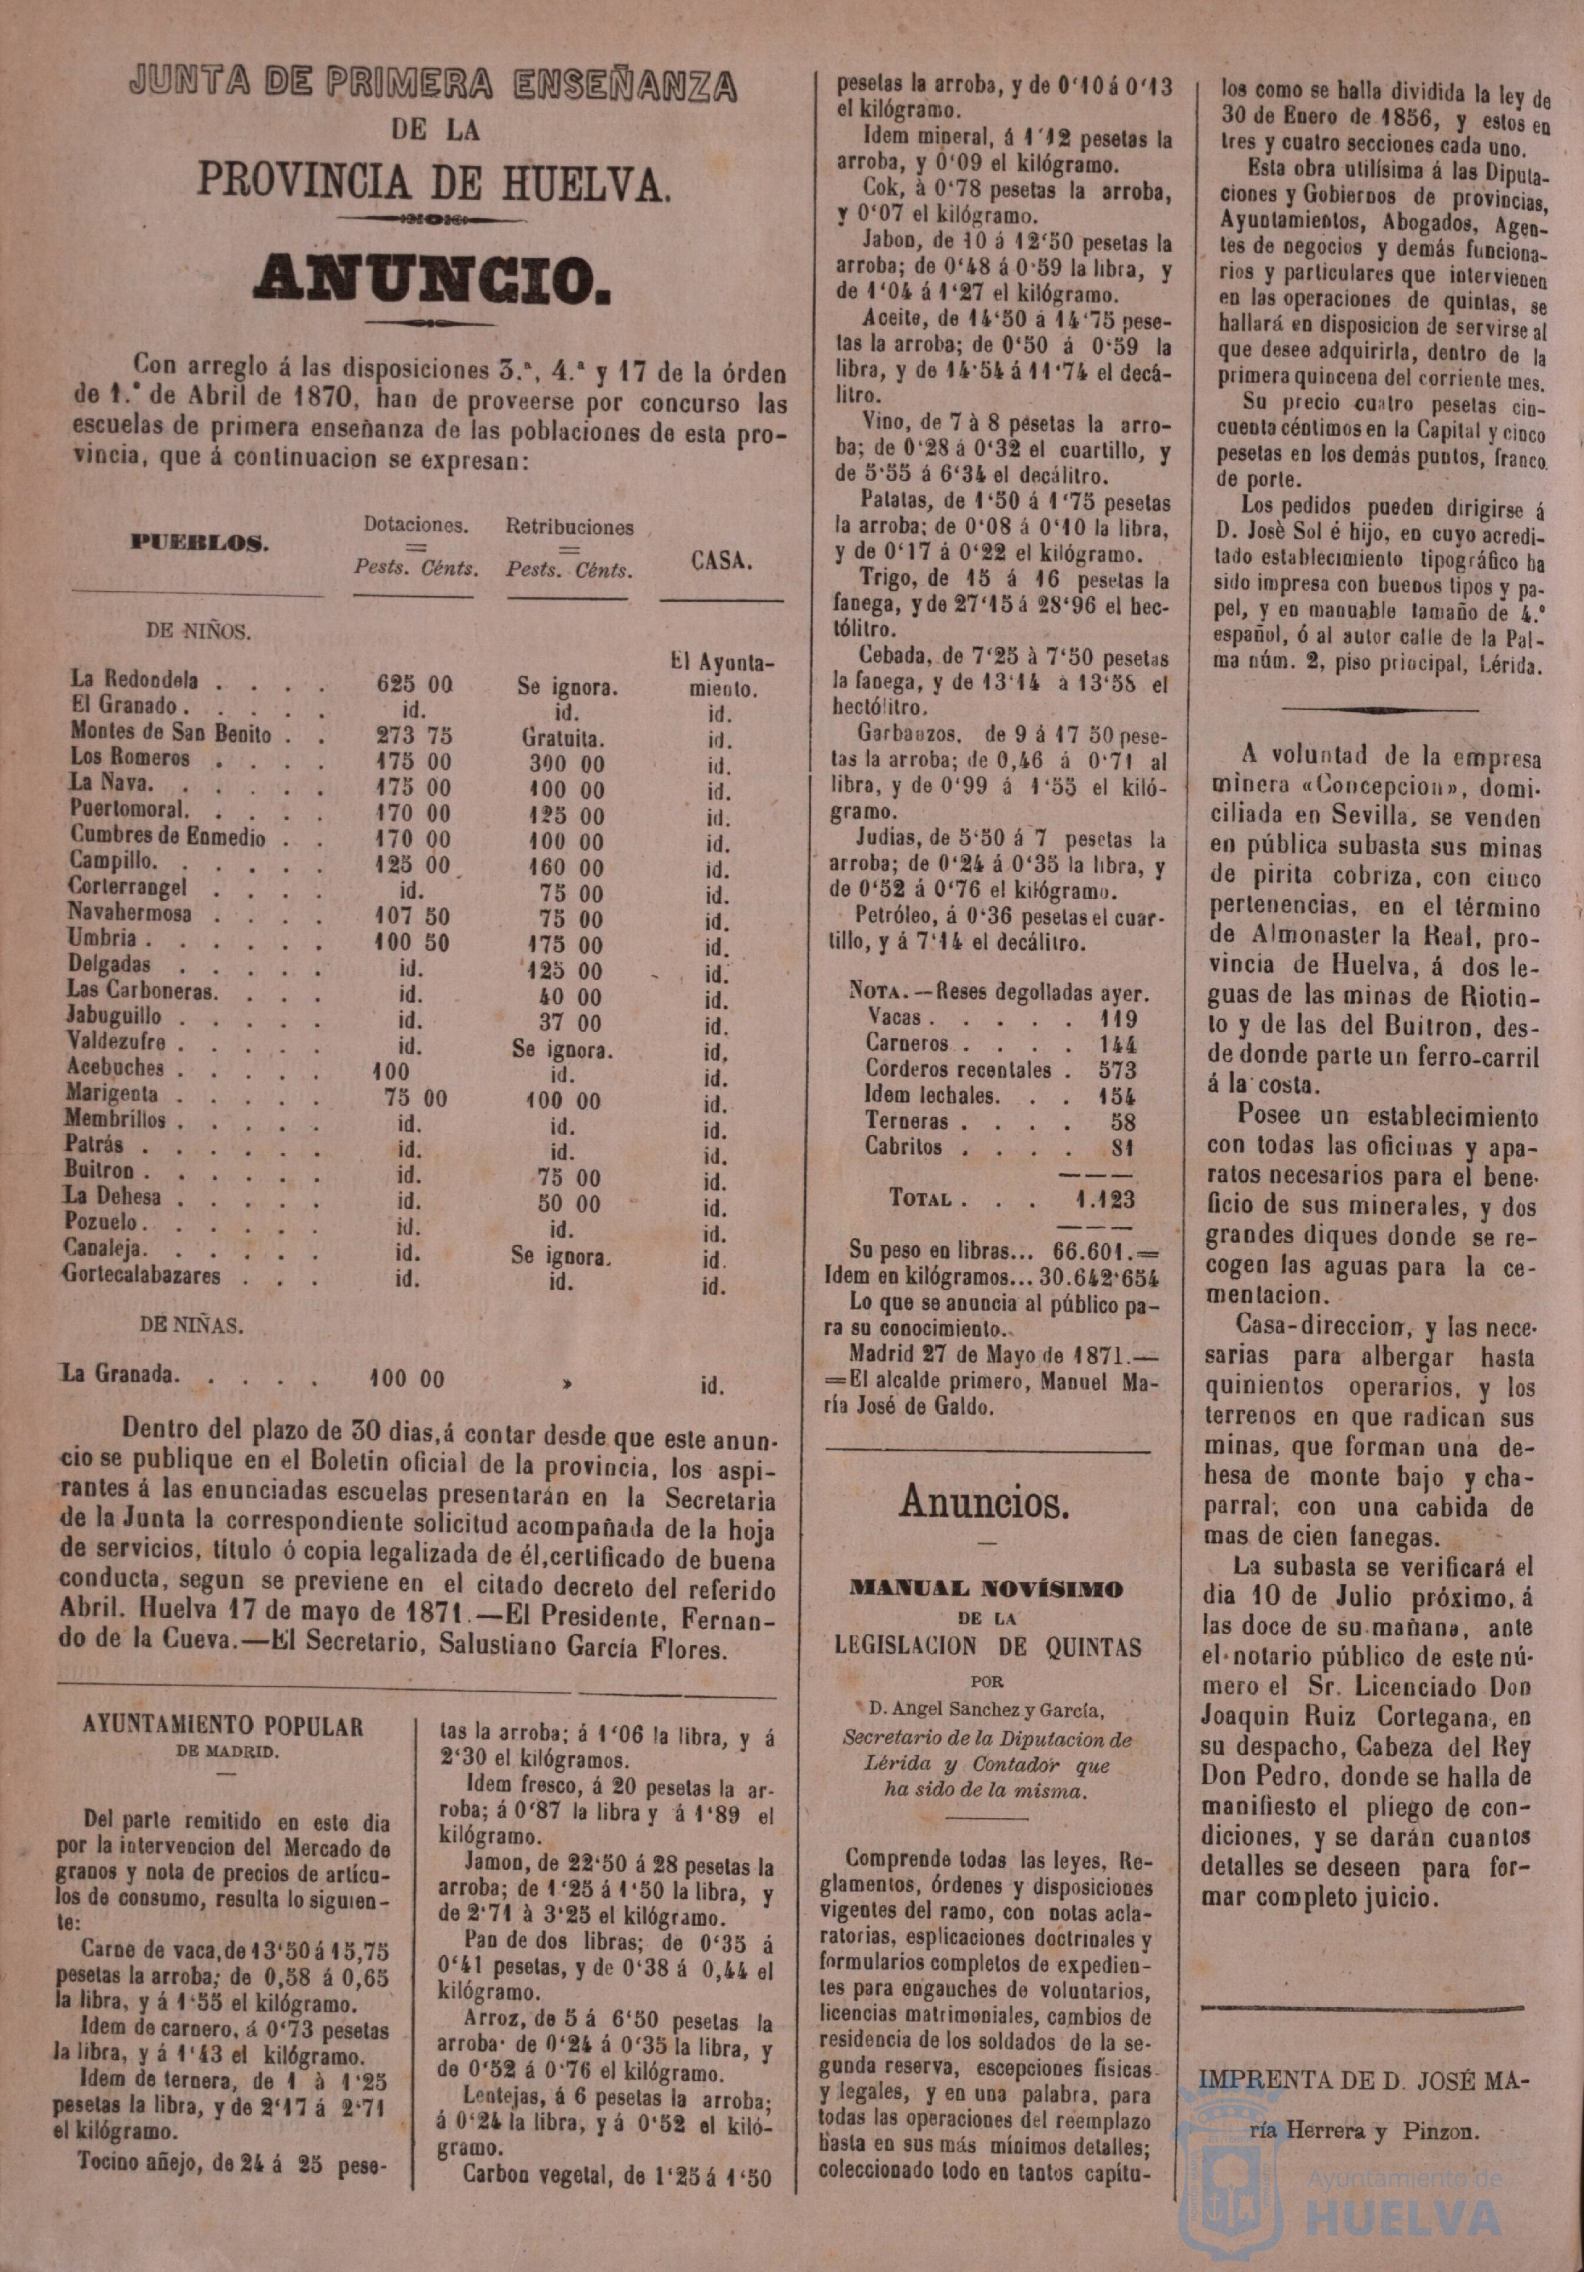 JUNTA DE PRIMERA ENSEÑANZA
DE LA
PROVINCIA DE HUELVA.
ANUNCIO.
Con arreglo á las disposiciones 3.ª, 4.ª y 17 de la órden
de 1.º de Abril de 1870, han de proveerse por concurso las
escuelas de primera enseñanza de las poblaciones de esta pro-
vincia, que á continuacion se expresan:
PUEBLOS. Dotaciones. Retribuciones CASA.
Pests. Cénts. Pests. Cénts.
DE NIÑOS.
La Redondela . . . . 625 00 Se ignora. El Ayunta-
miento.
El Granado . . . . . id. id. id.
Montes de San Benito . . 273 75 Gratuita. id.
Los Romeros . . . . 175 00 300 00 id.
La Nava. . . . . . 175 00 100 00 id.
Puertomoral. . . . . 170 00 125 00 id.
Cumbres de Enmedio . . 170 00 100 00 id.
Campillo. . . . . . 125 00 160 00 id.
Corterrangel . . . . id. 75 00 id.
Navahermosa . . . . 107 50 75 00 id.
Umbria . . . . . . 100 50 175 00 id.
Delgadas . . . . . id. 125 00 id.
Las Carboneras. . . . id. 40 00 id.
Jabuguillo . . . . . id. 37 00 id.
Valdezufre . . . . . id. Se ignora. id.
Acebuches . . . . . 100 id. id.
Marigenta . . . . . 75 00 100 00 id.
Membrillos . . . . . id. id. id.
Patrás . . . . . . id. id. id.
Buitron . . . . . . id. 75 00 id.
La Dehesa . . . . . id. 50 00 id.
Pozuelo . . . . . . id. id. id.
Canaleja. . . . . . id. Se ignora. id.
Gortecalabazares . . . id. id. id.
DE NIÑAS.
La Granada. . . . . 100 00 » id.
Dentro del plazo de 30 dias, á contar desde que este anun-
cio se publique en el Boletin oficial de la provincia, los aspi-
rantes á las enunciadas escuelas presentarán en la Secretaria
de la Junta la correspondiente solicitud acompañada de la hoja
de servicios, título ó copia legalizada de él, certificado de buena
conducta, segun se previene en el citado decreto del referido
Abril. Huelva 17 de mayo de 1871.—El Presidente, Fernan-
do de la Cueva.—El Secretario, Salustiano García Flores.
AYUNTAMIENTO POPULAR
DE MADRID.
Del parte remitido en este dia
por la intervencion del Mercado de
granos y nota de precios de artícu-
los de consumo, resulta lo siguien-
te:
Carne de vaca, de 13'50 á 15,75
pesetas la arroba; de 0,58 á 0,65
la libra, y á 1'55 el kilógramo.
Idem de carnero, á 0'73 pesetas
la libra, y á 1'43 el kilógramo.
Idem de ternera, de 1 à 1'25
pesetas la libra, y de 2'17 á 2'71
el kilógramo.
Tocino añejo, de 24 á 25 pese-
tas la arroba; á 1'06 la libra, y á
2'30 el kilógramos.
Idem fresco, á 20 pesetas la ar-
roba; á 0'87 la libra y á 1'89 el
kilógramo.
Jamon, de 22'50 á 28 pesetas la
arroba; de 1'25 á 1'50 la libra, y
de 2'71 à 3'25 el kilógramo.
Pan de dos libras; de 0'35 á
0'41 pesetas, y de 0'38 á 0,44 el
kilógramo.
Arroz, de 5 á 6'50 pesetas la
arroba· de 0'24 á 0'35 la libra, y
de 0'52 á 0'76 el kilógramo.
Lentejas, á 6 pesetas la arroba;
á 0'24 la libra, y á 0'52 el kiló-
gramo.
Carbon vegetal, de 1'25 á 1'50
pesetas la arroba, y de 0'10 á 0'13
el kilógramo.
Idem mineral, á 1'12 pesetas la
arroba, y 0'09 el kilógramo.
Cok, à 0'78 pesetas la arroba,
y 0'07 el kilógramo.
Jabon, de 10 á 12'50 pesetas la
arroba; de 0'48 á 0'59 la libra, y
de 1'04 á 1'27 el kilógramo.
Aceite, de 14'50 á 14'75 pese-
tas la arroba; de 0'50 á 0'59 la
libra, y de 14'54 á 11'74 el decá-
litro.
Vino, de 7 à 8 pesetas la arro-
ba; de 0'28 á 0'32 el cuartillo, y
de 5'55 á 6'34 el decálitro.
Patatas, de 1'50 á 1'75 pesetas
la arroba; de 0'08 á 0'10 la libra,
y de 0'17 á 0'22 el kilógramo.
Trigo, de 15 á 16 pesetas la
fanega, y de 27'15 á 28'96 el hec-
tólitro.
Cebada, de 7'25 à 7'50 pesetas
la fanega, y de 13'14 à 13'58 el
hectólitro.
Garbanzos, de 9 á 17 50 pese-
tas la arroba; de 0,46 á 0'71 al
libra, y de 0'99 á 1'55 el kiló-
gramo.
Judias, de 5'50 á 7 pesetas la
arroba; de 0'24 á 0'35 la libra, y
de 0'52 á 0'76 el kilógramo.
Petróleo, á 0'36 pesetas el cuar-
tillo, y á 7'14 el decálitro.
NOTA.—Reses degolladas ayer.
Vacas . . . . . 119
Carneros . . . . 144
Corderos recentales . 573
Idem lechales. . . 154
Terneras . . . . 58
Cabritos . . . . 81
TOTAL . . . 1.123
Su peso en libras... 66.601.=
Idem en kilógramos... 30.642'654
Lo que se anuncia al público pa-
ra su conocimiento.
Madrid 27 de Mayo de 1871.—
=El alcalde primero, Manuel Ma-
ría José de Galdo.
Anuncios.
MANUAL NOVÍSIMO
DE LA
LEGISLACION DE QUINTAS
POR
D. Angel Sanchez y García,
Secretario de la Diputacion de
Lérida y Contador que
ha sido de la misma.
Comprende todas las leyes, Re-
glamentos, órdenes y disposiciones
vigentes del ramo, con notas acla-
ratorias, esplicaciones doctrinales y
formularios completos de expedien-
tes para engauches de voluntarios,
licencias matrimoniales, cambios de
residencia de los soldados de la se-
gunda reserva, escepciones físicas
y legales, y en una palabra, para
todas las operaciones del reemplazo
hasta en sus más mínimos detalles;
coleccionado todo en tantos capítu-
los como se halla dividida la ley de
30 de Enero de 1856, y estos en
tres y cuatro secciones cada uno.
Esta obra utilísima á las Diputa-
ciones y Gobiernos de provincias,
Ayuntamientos, Abogados, Agen-
tes de negocios y demás funciona-
rios y particulares que intervienen
en las operaciones de quintas, se
hallará en disposicion de servirse al
que desee adquirirla, dentro de la
primera quincena del corriente mes.
Su precio cuatro pesetas cin-
cuenta céntimos en la Capital y cinco
pesetas en los demás puntos, franco
de porte.
Los pedidos pueden dirigirse á
D. Josè Sol é hijo, en cuyo acredi-
tado establecimiento tipográfico ha
sido impresa con buenos tipos y pa-
pel, y en manuable tamaño de 4.º
español, ó al autor calle de la Pal-
ma núm. 2, piso principal, Lérida.
A voluntad de la empresa
minera «Concepcion», domi-
ciliada en Sevilla, se venden
en pública subasta sus minas
de pirita cobriza, con cinco
pertenencias, en el término
de Almonaster la Real, pro-
vincia de Huelva, á dos le-
guas de las minas de Riotin-
to y de las del Buitron, des-
de donde parte un ferro-carril
á la costa.
Posee un establecimiento
con todas las oficinas y apa-
ratos necesarios para el bene-
ficio de sus minerales, y dos
grandes diques donde se re-
cogen las aguas para la ce-
mentacion.
Casa-direccion, y las nece-
sarias para albergar hasta
quinientos operarios, y los
terrenos en que radican sus
minas, que forman una de-
hesa de monte bajo y cha-
parral, con una cabida de
mas de cien fanegas.
La subasta se verificará el
dia 10 de Julio próximo, á
las doce de su mañana, ante
el notario público de este nú-
mero el Sr. Licenciado Don
Joaquin Ruiz Cortegana, en
su despacho, Cabeza del Rey
Don Pedro, donde se halla de
manifiesto el pliego de con-
diciones, y se darán cuantos
detalles se deseen para for-
mar completo juicio.
IMPRENTA DE D. JOSÉ MA-
ría Herrera y Pinzon.
Ayuntamiento de
HUELVA